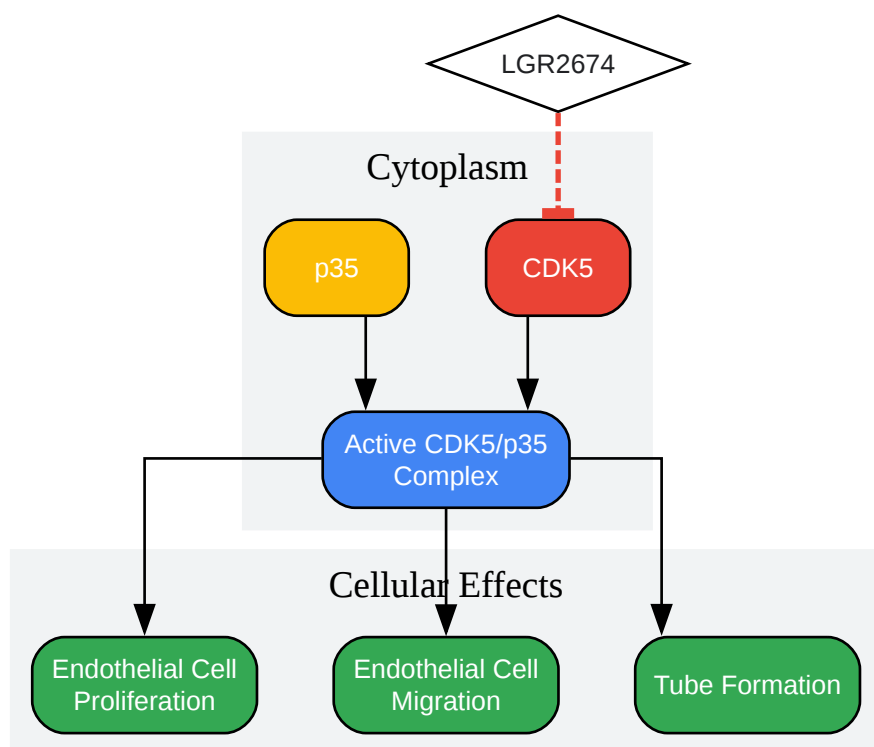 LGR2674
Cytoplasm
p35
CDK5
Active CDK5/p35
Complex
Cellular Effects
Endothelial Cell
Proliferation
Endothelial Cell
Migration
Tube Formation